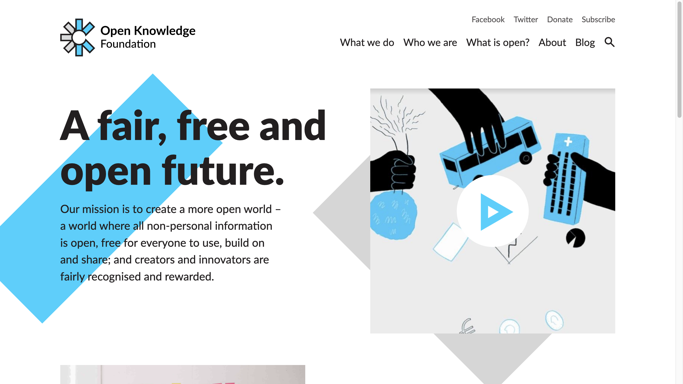 Facebook Twitter Donate Subscribe
Open Knowledge
Foundation
What we do Who we are What is open? About Blog
A fair, free and
open future.
Our mission is to create a more open world –
a world where all non-personal information
is open, free for everyone to use, build on
and share; and creators and innovators are
fairly recognised and rewarded.